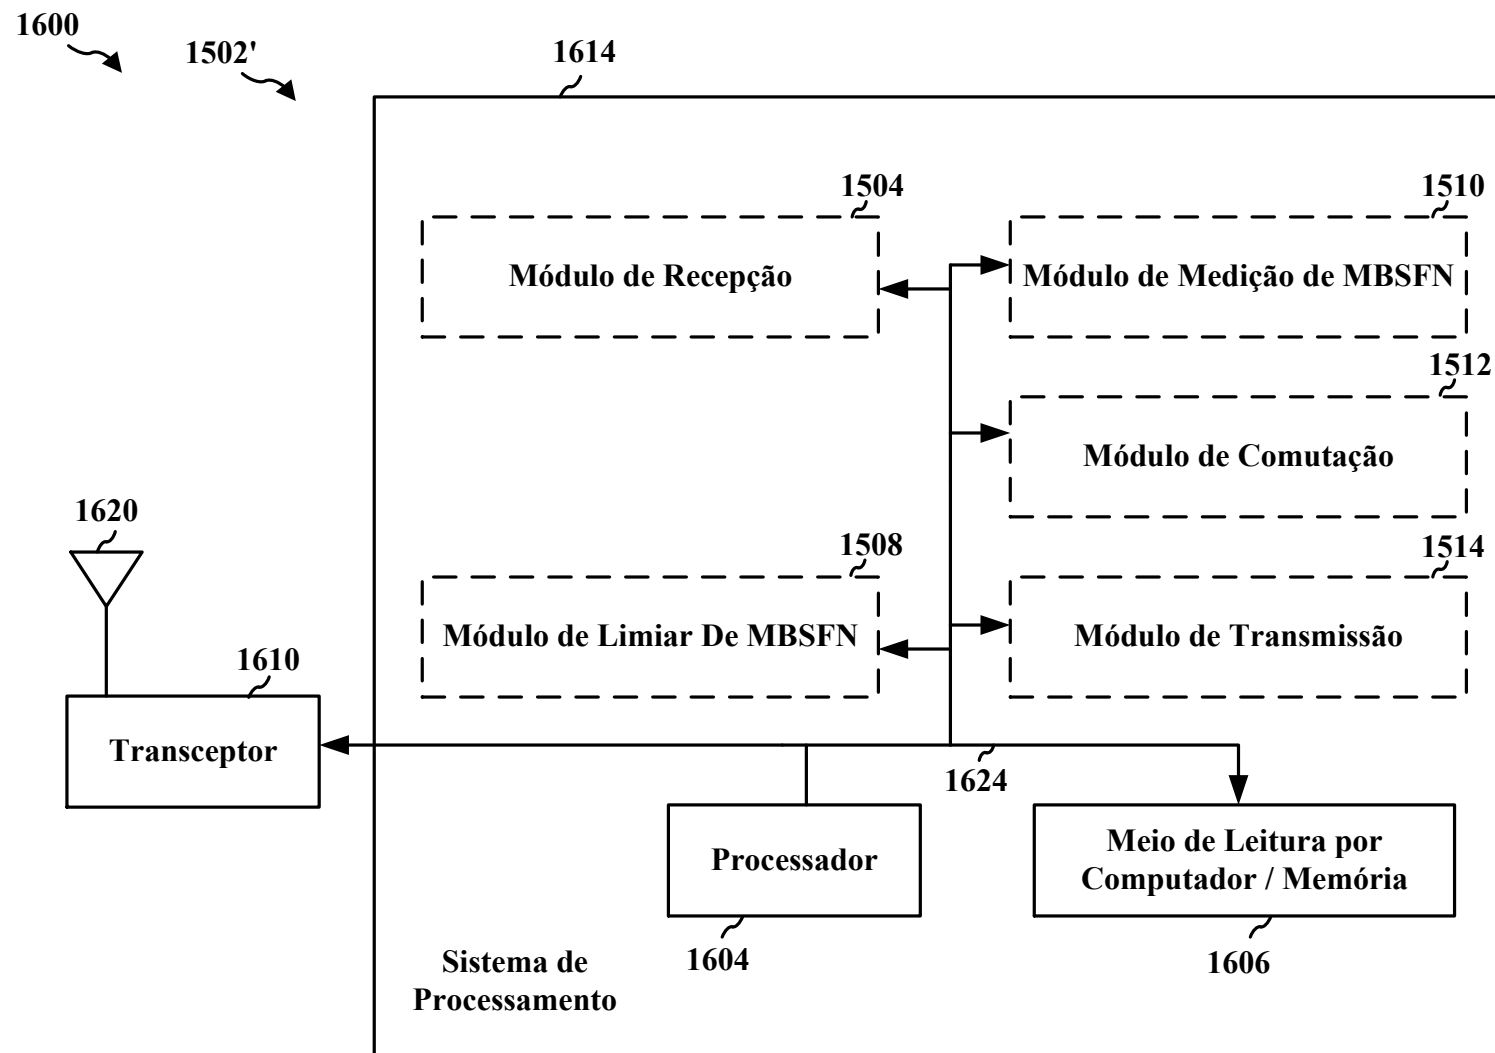 1600
1502'
1614
1504
1510
Módulo de Recepção
Módulo de Medição de MBSFN
1512
Módulo de Comutação
1620
1508
1514
Módulo de Limiar De MBSFN
Módulo de Transmissão
1610
Transceptor
1624
Processador
Meio de Leitura por
Computador / Memória
1604
1606
Sistema de
Processamento